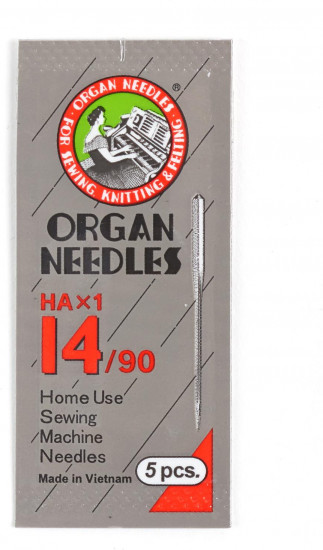 · ORGAN NEEDLES ·
FOR SEWING, KNITTING & FELTING
®
ORGAN
NEEDLES
HA×1
14/90
Home Use
Sewing
Machine
Needles
Made in Vietnam
5 pcs.